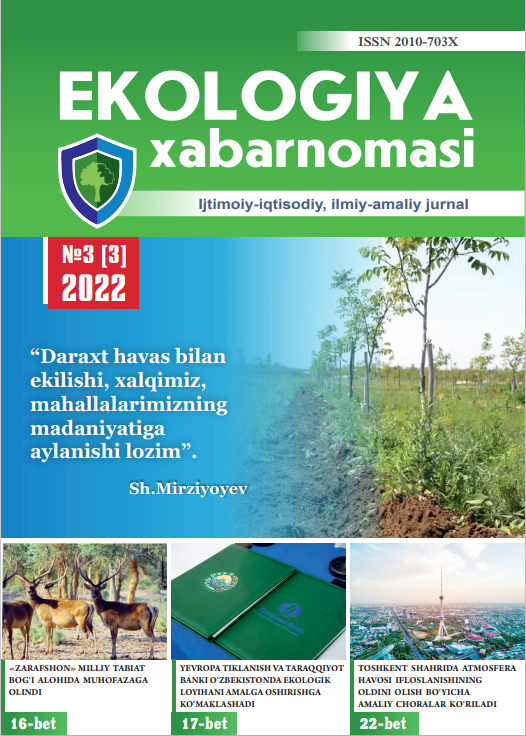 ISSN 2010-703X
EKOLOGIYA
xabarnomasi
Ijtimoiy-iqtisodiy, ilmiy-amaliy jurnal
№3 [3]
2022
“Daraxt havas bilan
ekilishi, xalqimiz,
mahallalarimizning
madaniyatiga
aylanishi lozim”.
Sh.Mirziyoyev
«ZARAFSHON» MILLIY TABIAT
BOG'I ALOHIDA MUHOFAZAGA
OLINDI
16-bet
YEVROPA TIKLANISH VA TARAQQIYOT
BANKI O'ZBEKISTONDA EKOLOGIK
LOYIHANI AMALGA OSHIRISHGA
KO'MAKLASHADI
17-bet
TOSHKENT SHAHRIDA ATMOSFERA
HAVOSI IFLOSLANISHINING
OLDINI OLISH BO'YICHA
AMALIY CHORALAR KO'RILADI
22-bet